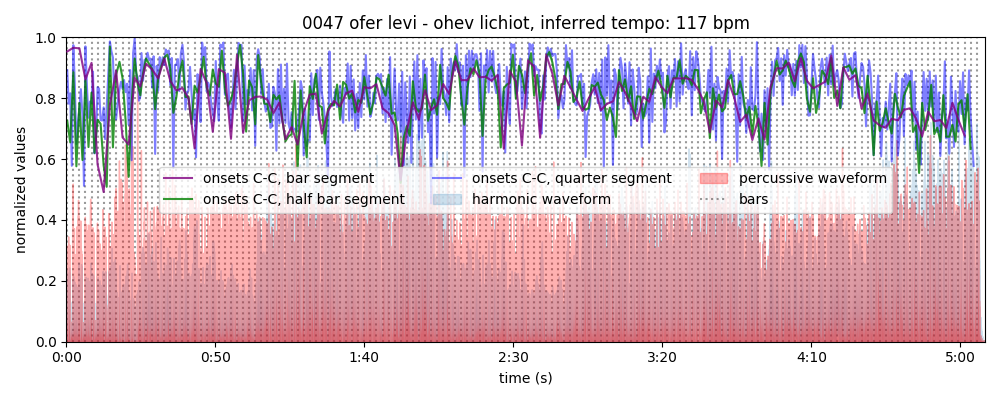 0047 ofer levi - ohev lichiot, inferred tempo: 117 bpm
normalized values
1.0
0.8
0.6
0.4
0.2
0.0
onsets C-C, bar segment
onsets C-C, half bar segment
onsets C-C, quarter segment
harmonic waveform
percussive waveform
bars
0:00 0:50 1:40 2:30 3:20 4:10 5:00
time (s)